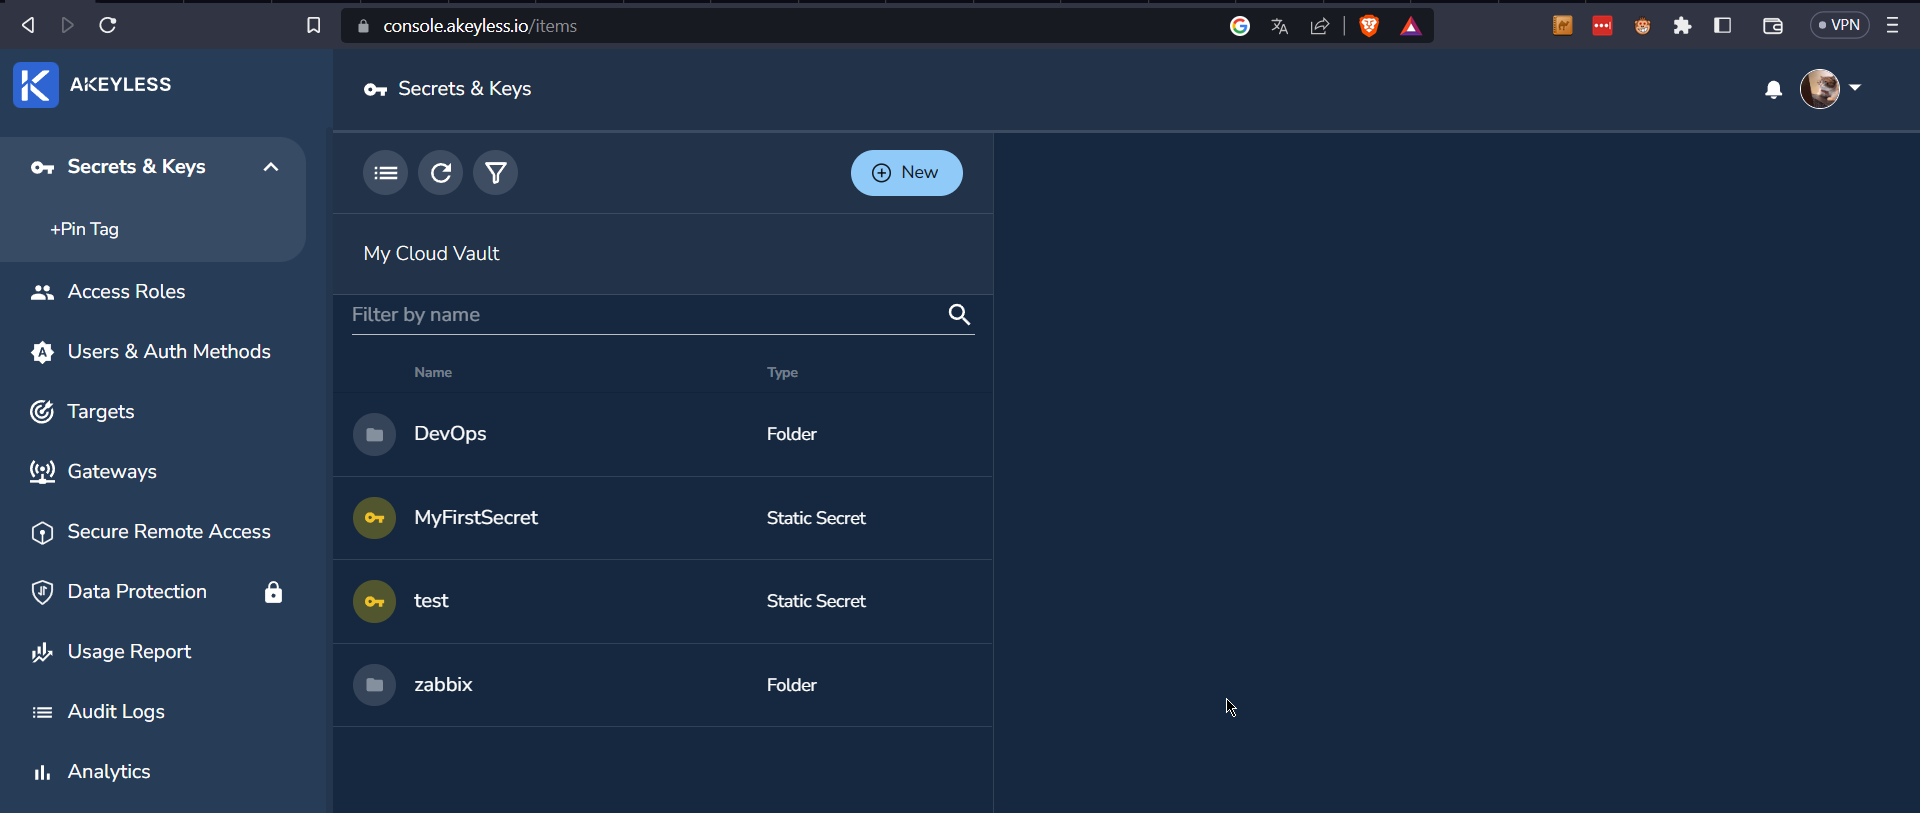 console.akeyless.io/items
VPN
AKEYLESS
Secrets & Keys
Secrets & Keys
+Pin Tag
Access Roles
Users & Auth Methods
Targets
Gateways
Secure Remote Access
Data Protection
Usage Report
Audit Logs
Analytics
New
My Cloud Vault
Filter by name
Name Type
DevOps Folder
MyFirstSecret Static Secret
test Static Secret
zabbix Folder